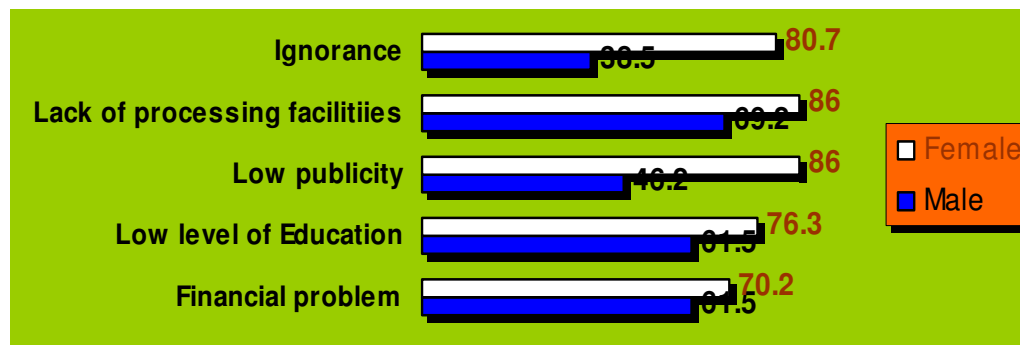 Ignorance 80.7
38.5
Lack of processing facilitiies 86
69.2
Low publicity 86
46.2
Low level of Education 76.3
61.5
Financial problem 70.2
61.5
Female
Male